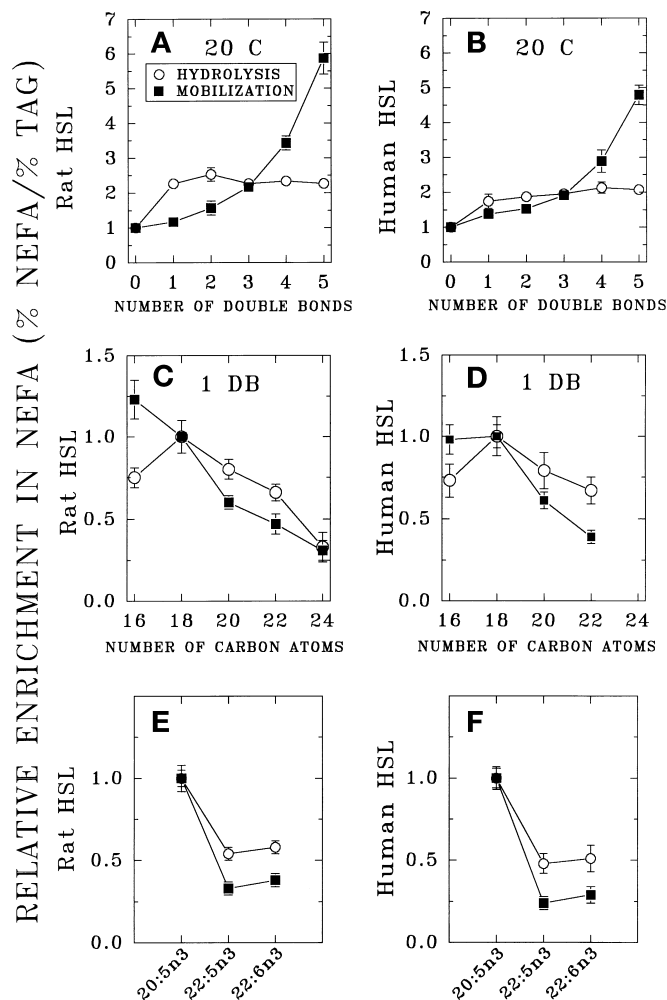 RELATIVE ENRICHMENT IN NEFA (% NEFA/% TAG)
A 20 C
HYDROLYSIS
MOBILIZATION
Rat HSL
7
6
5
4
3
2
1
0
0 1 2 3 4 5
NUMBER OF DOUBLE BONDS
B 20 C
Human HSL
7
6
5
4
3
2
1
0
0 1 2 3 4 5
NUMBER OF DOUBLE BONDS
C 1 DB
Rat HSL
1.5
1.0
0.5
0.0
16 18 20 22 24
NUMBER OF CARBON ATOMS
D 1 DB
Human HSL
1.5
1.0
0.5
0.0
16 18 20 22 24
NUMBER OF CARBON ATOMS
E
Rat HSL
1.0
0.5
0.0
20:5n3 22:5n3 22:6n3
F
Human HSL
1.0
0.5
0.0
20:5n3 22:5n3 22:6n3